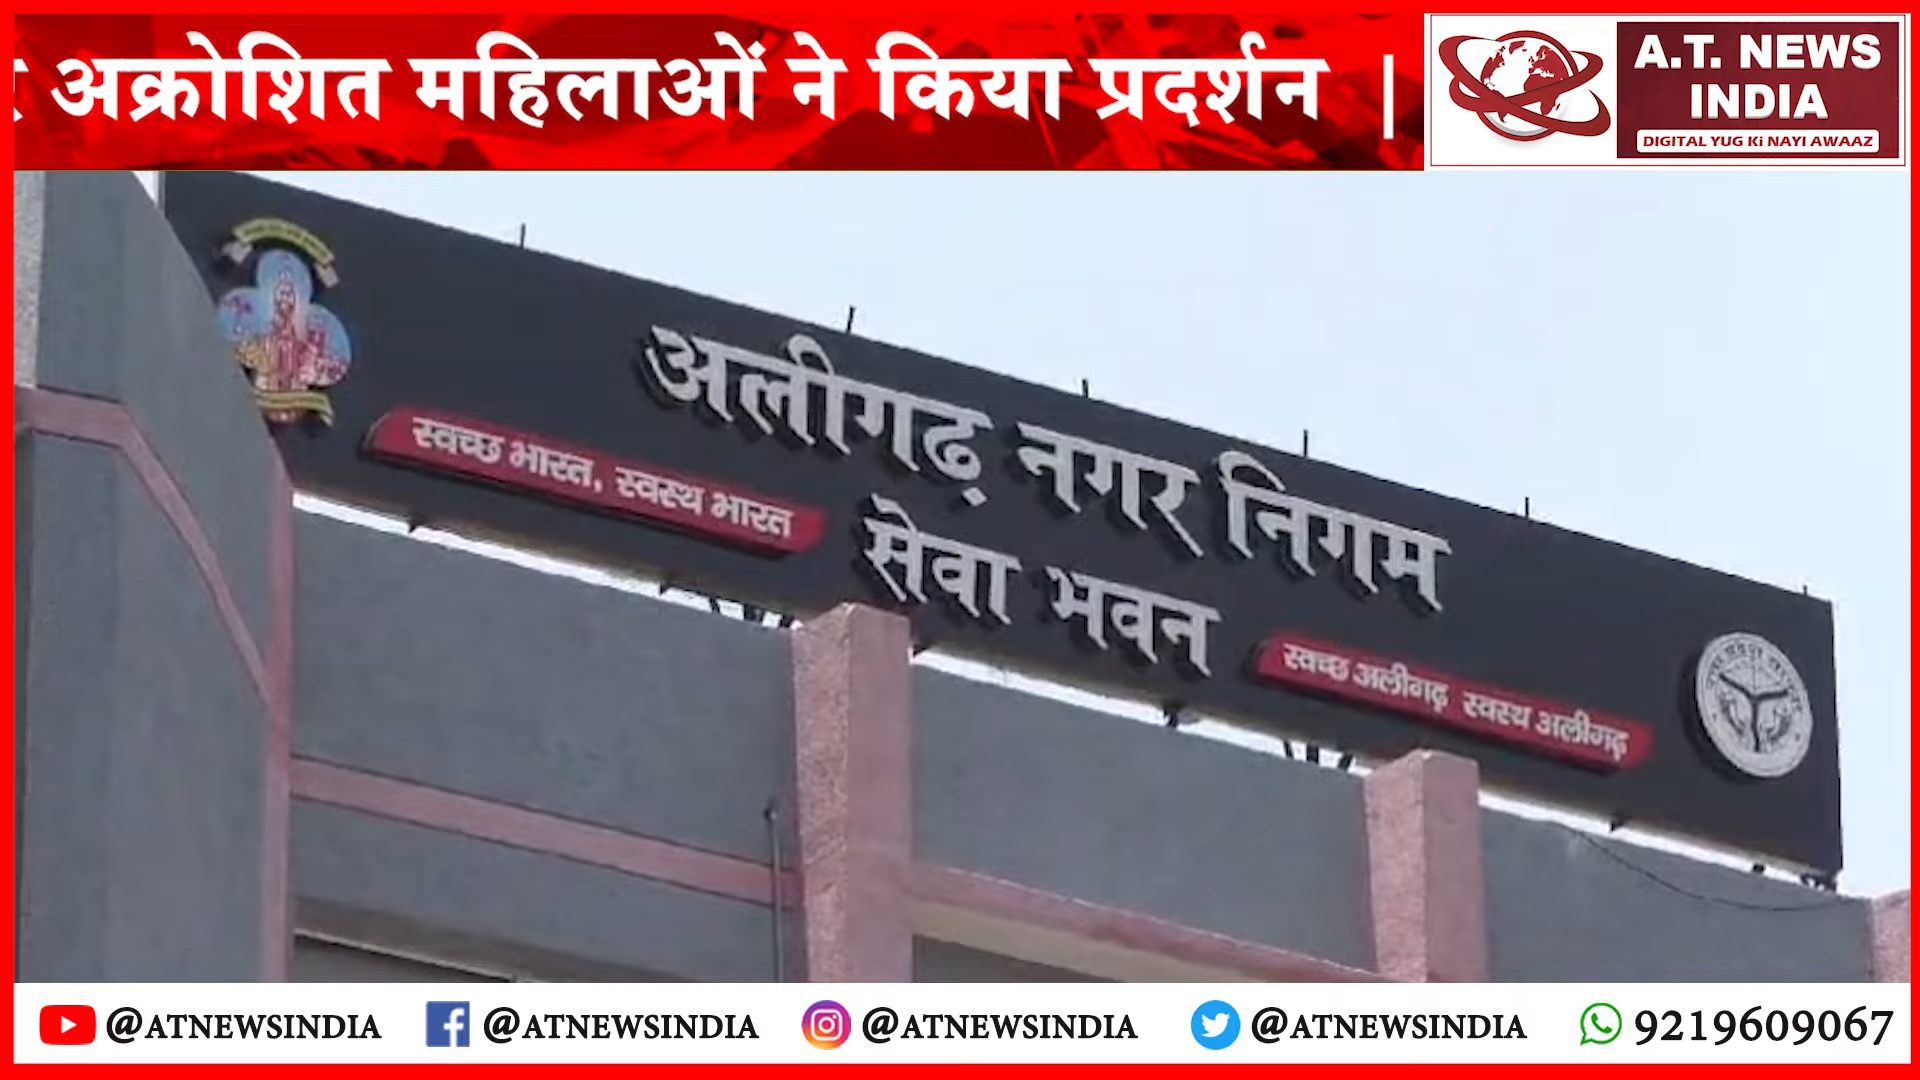 अक्रोशित महिलाओं ने किया प्रदर्शन |
A.T. NEWS
INDIA
DIGITAL YUG Ki NAYI AWAAZ
अलीगढ़ नगर निगम
स्वच्छ भारत, स्वस्थ भारत
सेवा भवन
स्वच्छ अलीगढ़ स्वस्थ अलीगढ़
@ATNEWSINDIA
@ATNEWSINDIA
@ATNEWSINDIA
@ATNEWSINDIA
9219609067